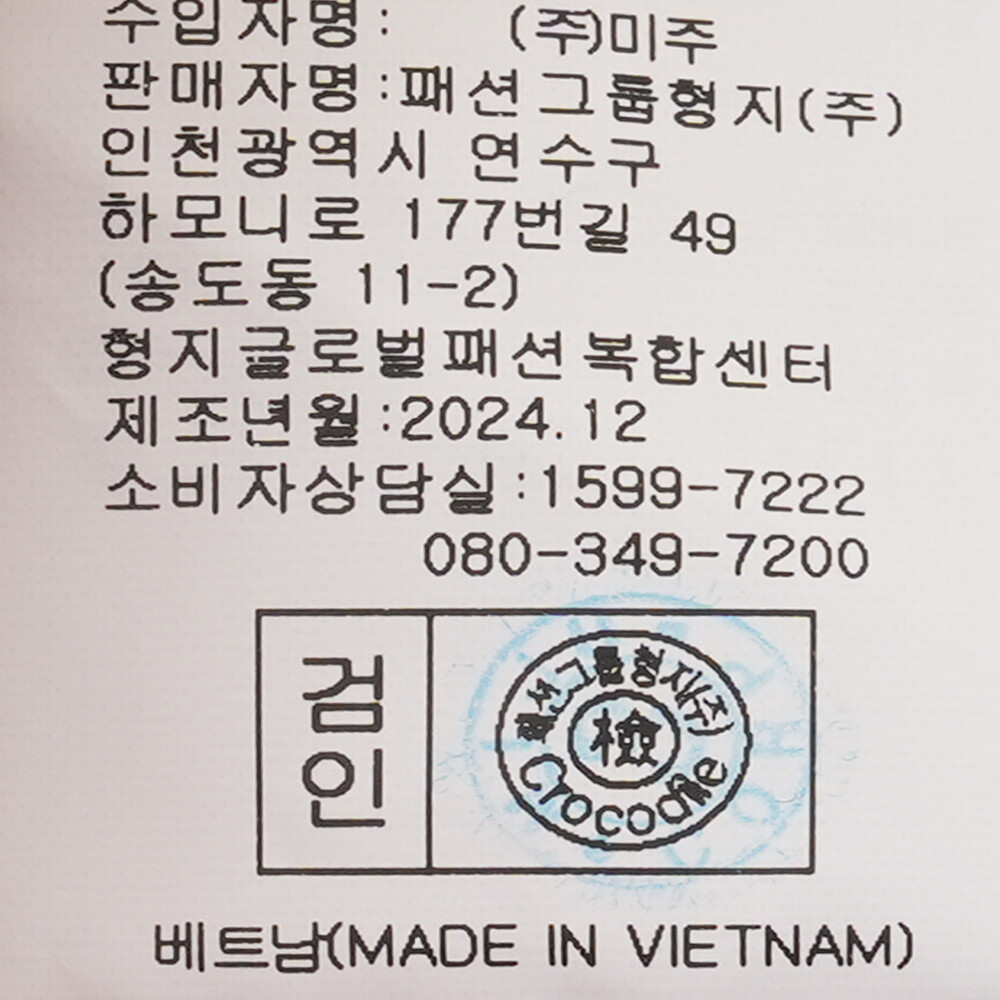 수입자명: (주)미주
판매자명:패션그룹형지(주)
인천광역시 연수구
하모니로 177번길 49
(송도동 11-2)
형지글로벌패션복합센터
제조년월:2024.12
소비자상담실:1599-7222
080-349-7200
검인
패션그룹형지(주)
檢
Crocodile
베트남(MADE IN VIETNAM)